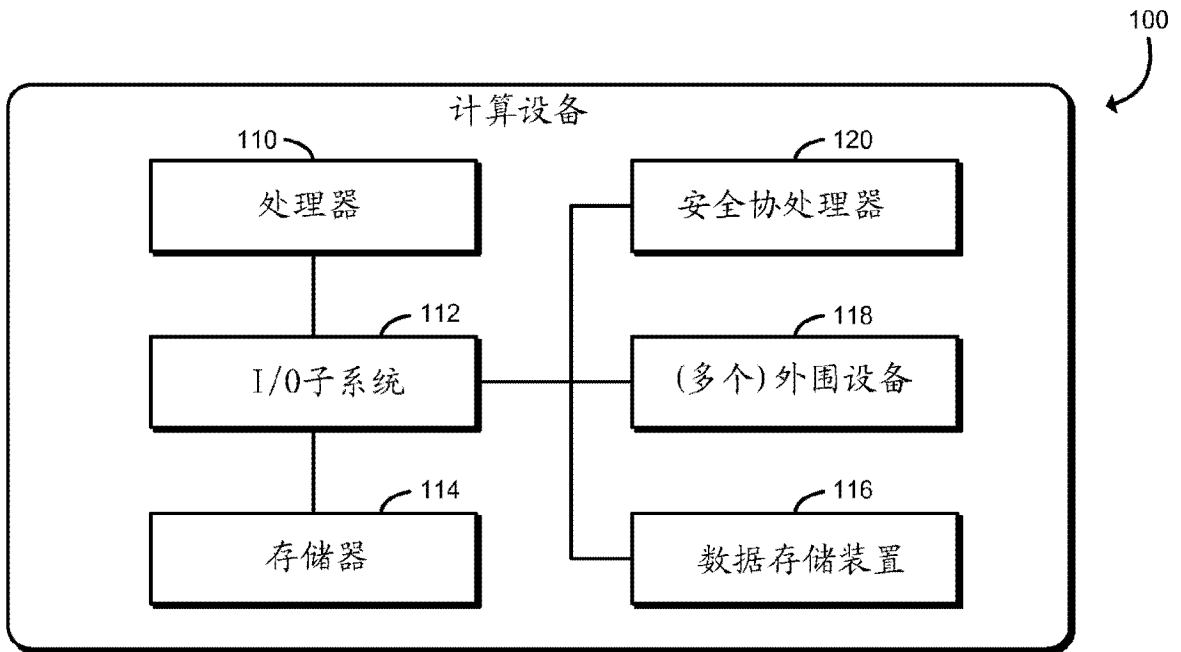 100
计算设备
110
处理器
120
安全协处理器
112
I/O子系统
118
(多个)外围设备
114
存储器
116
数据存储装置